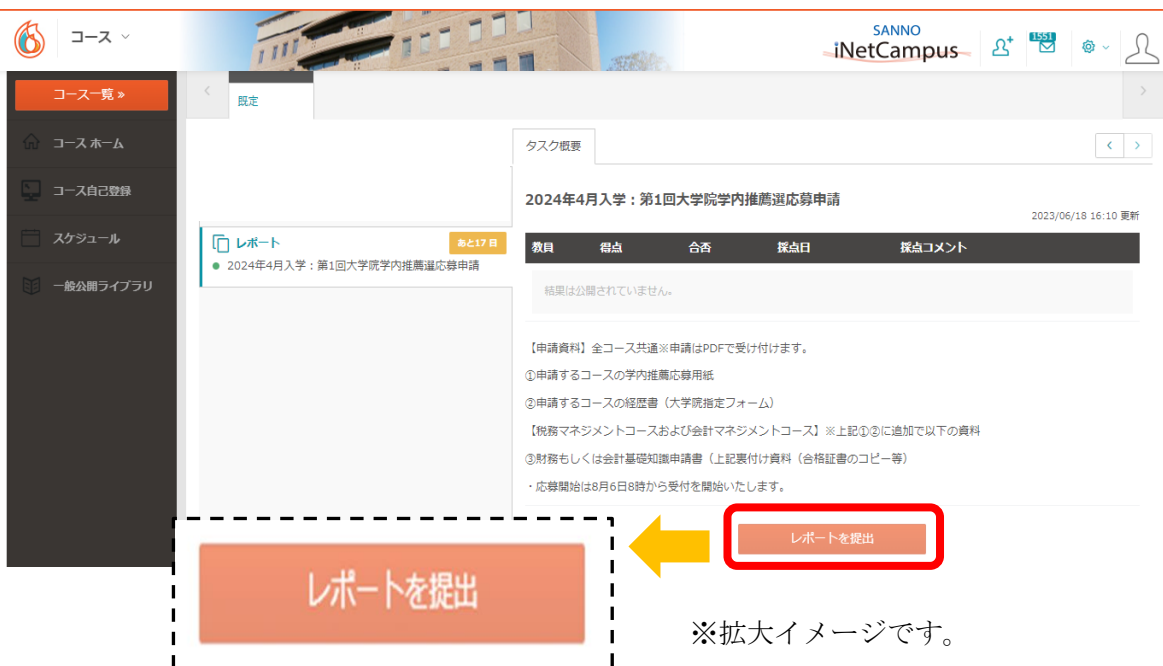 コース
SANNO
iNetCampus
1551
コース一覧 »
コース ホーム
コース自己登録
スケジュール
一般公開ライブラリ
既定
レポート
あと17 日
2024年4月入学：第1回大学院学内推薦選応募申請
タスク概要
2024年4月入学：第1回大学院学内推薦選応募申請
2023/06/18 16:10 更新
教員 得点 合否 採点日 採点コメント
結果は公開されていません。
【申請資料】全コース共通※申請はPDFで受け付けます。
①申請するコースの学内推薦応募用紙
②申請するコースの経歴書（大学院指定フォーム）
【税務マネジメントコースおよび会計マネジメントコース】※上記①②に追加で以下の資料
③財務もしくは会計基礎知識申請書（上記裏付け資料（合格証書のコピー等）
・応募開始は8月6日8時から受付を開始いたします。
レポートを提出
レポートを提出
※拡大イメージです。